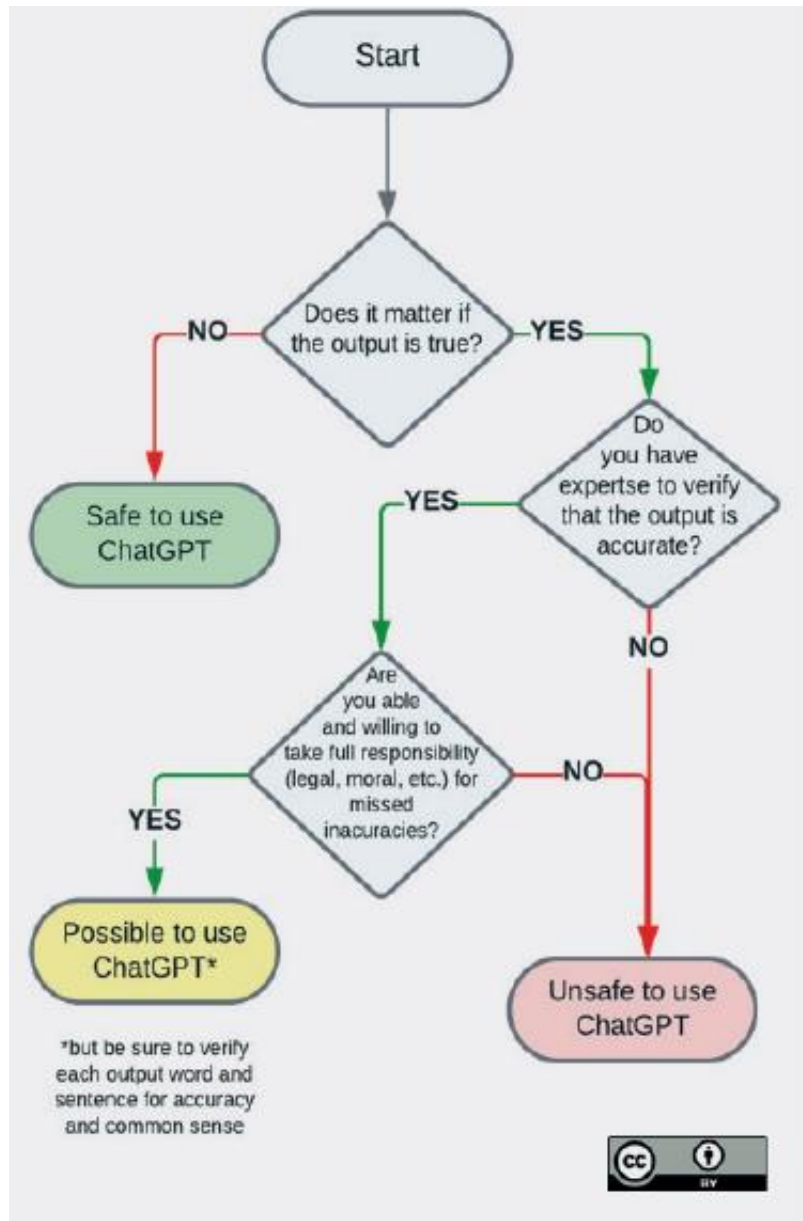 Start
Does it matter if
the output is true?
NO
YES
Do
you have
expertse to verify
that the output is
accurate?
Safe to use
ChatGPT
YES
NO
Are
you able
and willing to
take full responsibility
(legal, moral, etc.) for
missed
inacuracies?
NO
YES
Possible to use
ChatGPT*
Unsafe to use
ChatGPT
*but be sure to verify
each output word and
sentence for accuracy
and common sense
cc
BY